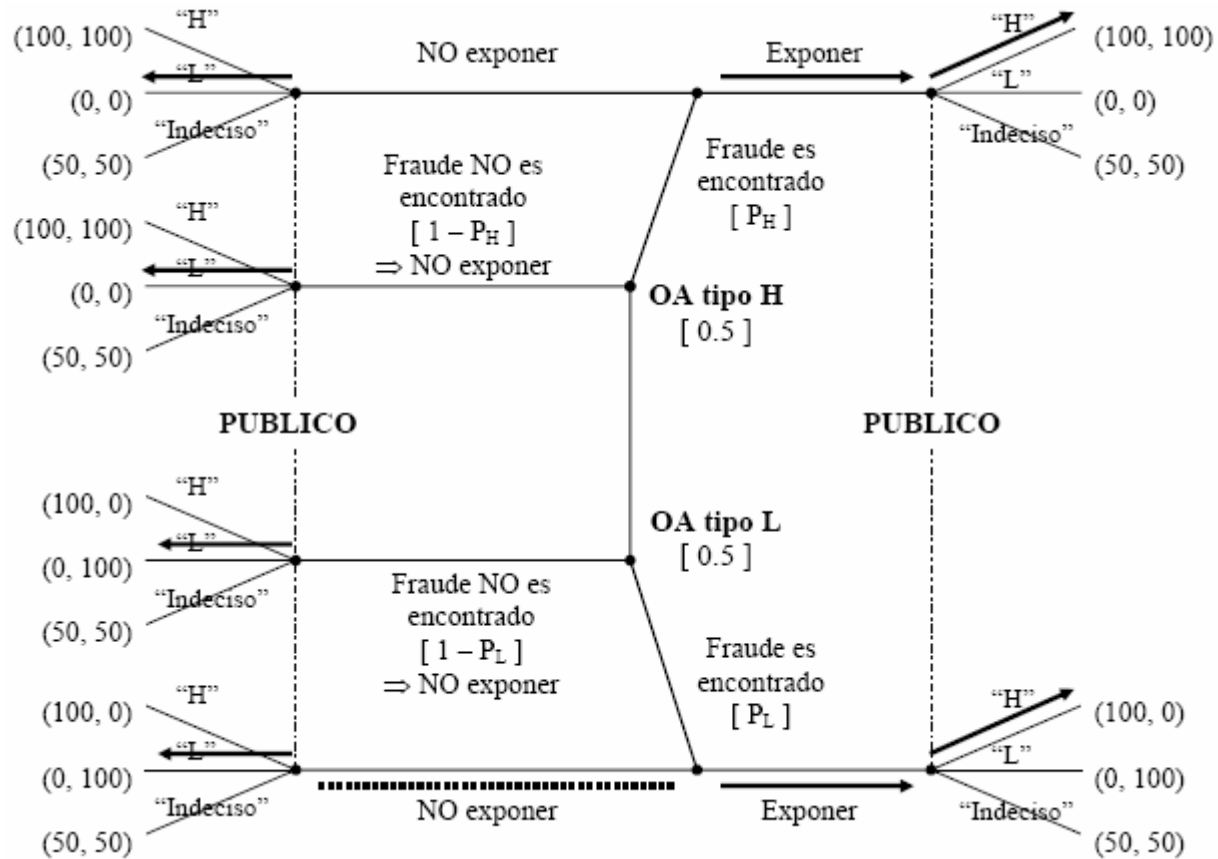 “H” NO exponer Exponer “H”
(100, 100) (100, 100)
“L” “L”
(0, 0) (0, 0)
“Indeciso” “Indeciso”
(50, 50) (50, 50)
Fraude NO es
encontrado
[ 1 – P_H ]
⇒ NO exponer
Fraude es
encontrado
[ P_H ]
“H”
(100, 100)
“L”
(0, 0)
“Indeciso”
(50, 50)
OA tipo H
[ 0.5 ]
PUBLICO PUBLICO
“H”
(100, 0)
“L”
(0, 100)
“Indeciso”
(50, 50)
OA tipo L
[ 0.5 ]
Fraude NO es
encontrado
[ 1 – P_L ]
⇒ NO exponer
Fraude es
encontrado
[ P_L ]
“H” “H”
(100, 0) (100, 0)
“L” “L”
(0, 100) (0, 100)
“Indeciso” NO exponer Exponer “Indeciso”
(50, 50) (50, 50)